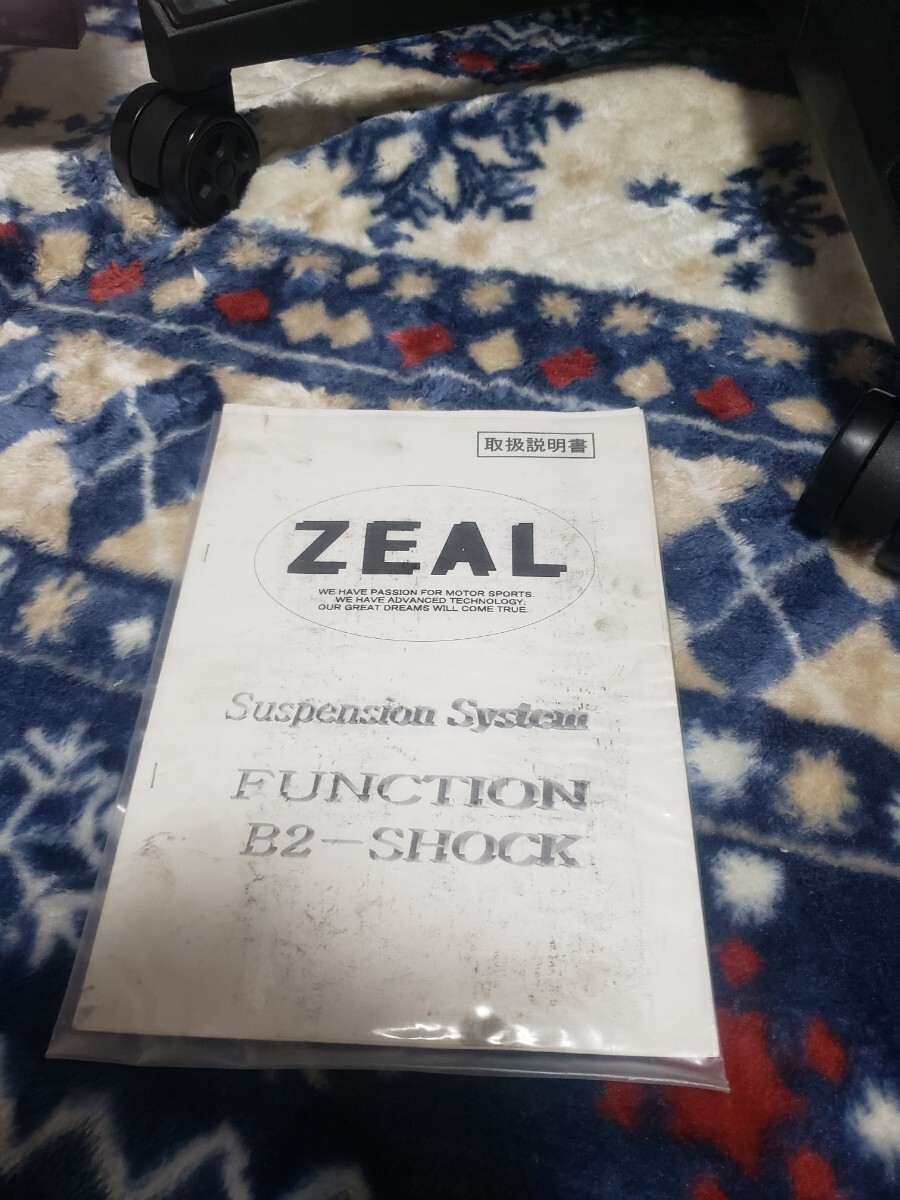 取扱説明書
ZEAL
WE HAVE PASSION FOR MOTOR SPORTS.
WE HAVE ADVANCED TECHNOLOGY.
OUR GREAT DREAMS WILL COME TRUE.
Suspension System
FUNCTION
B2-SHOCK